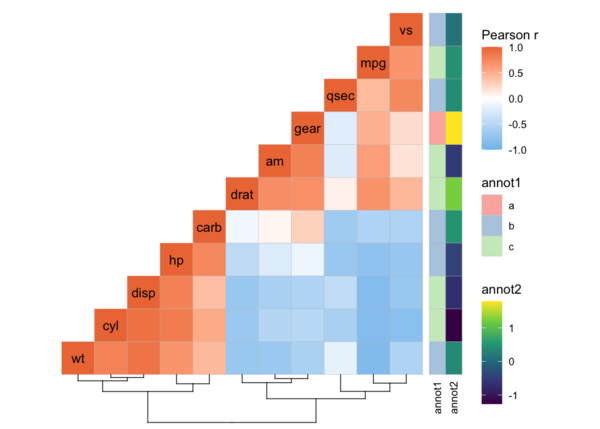 vs
mpg
qsec
gear
am
drat
carb
hp
disp
cyl
wt
annot1
annot2
Pearson r
1.0
0.5
0.0
-0.5
-1.0
annot1
a
b
c
annot2
1
0
-1